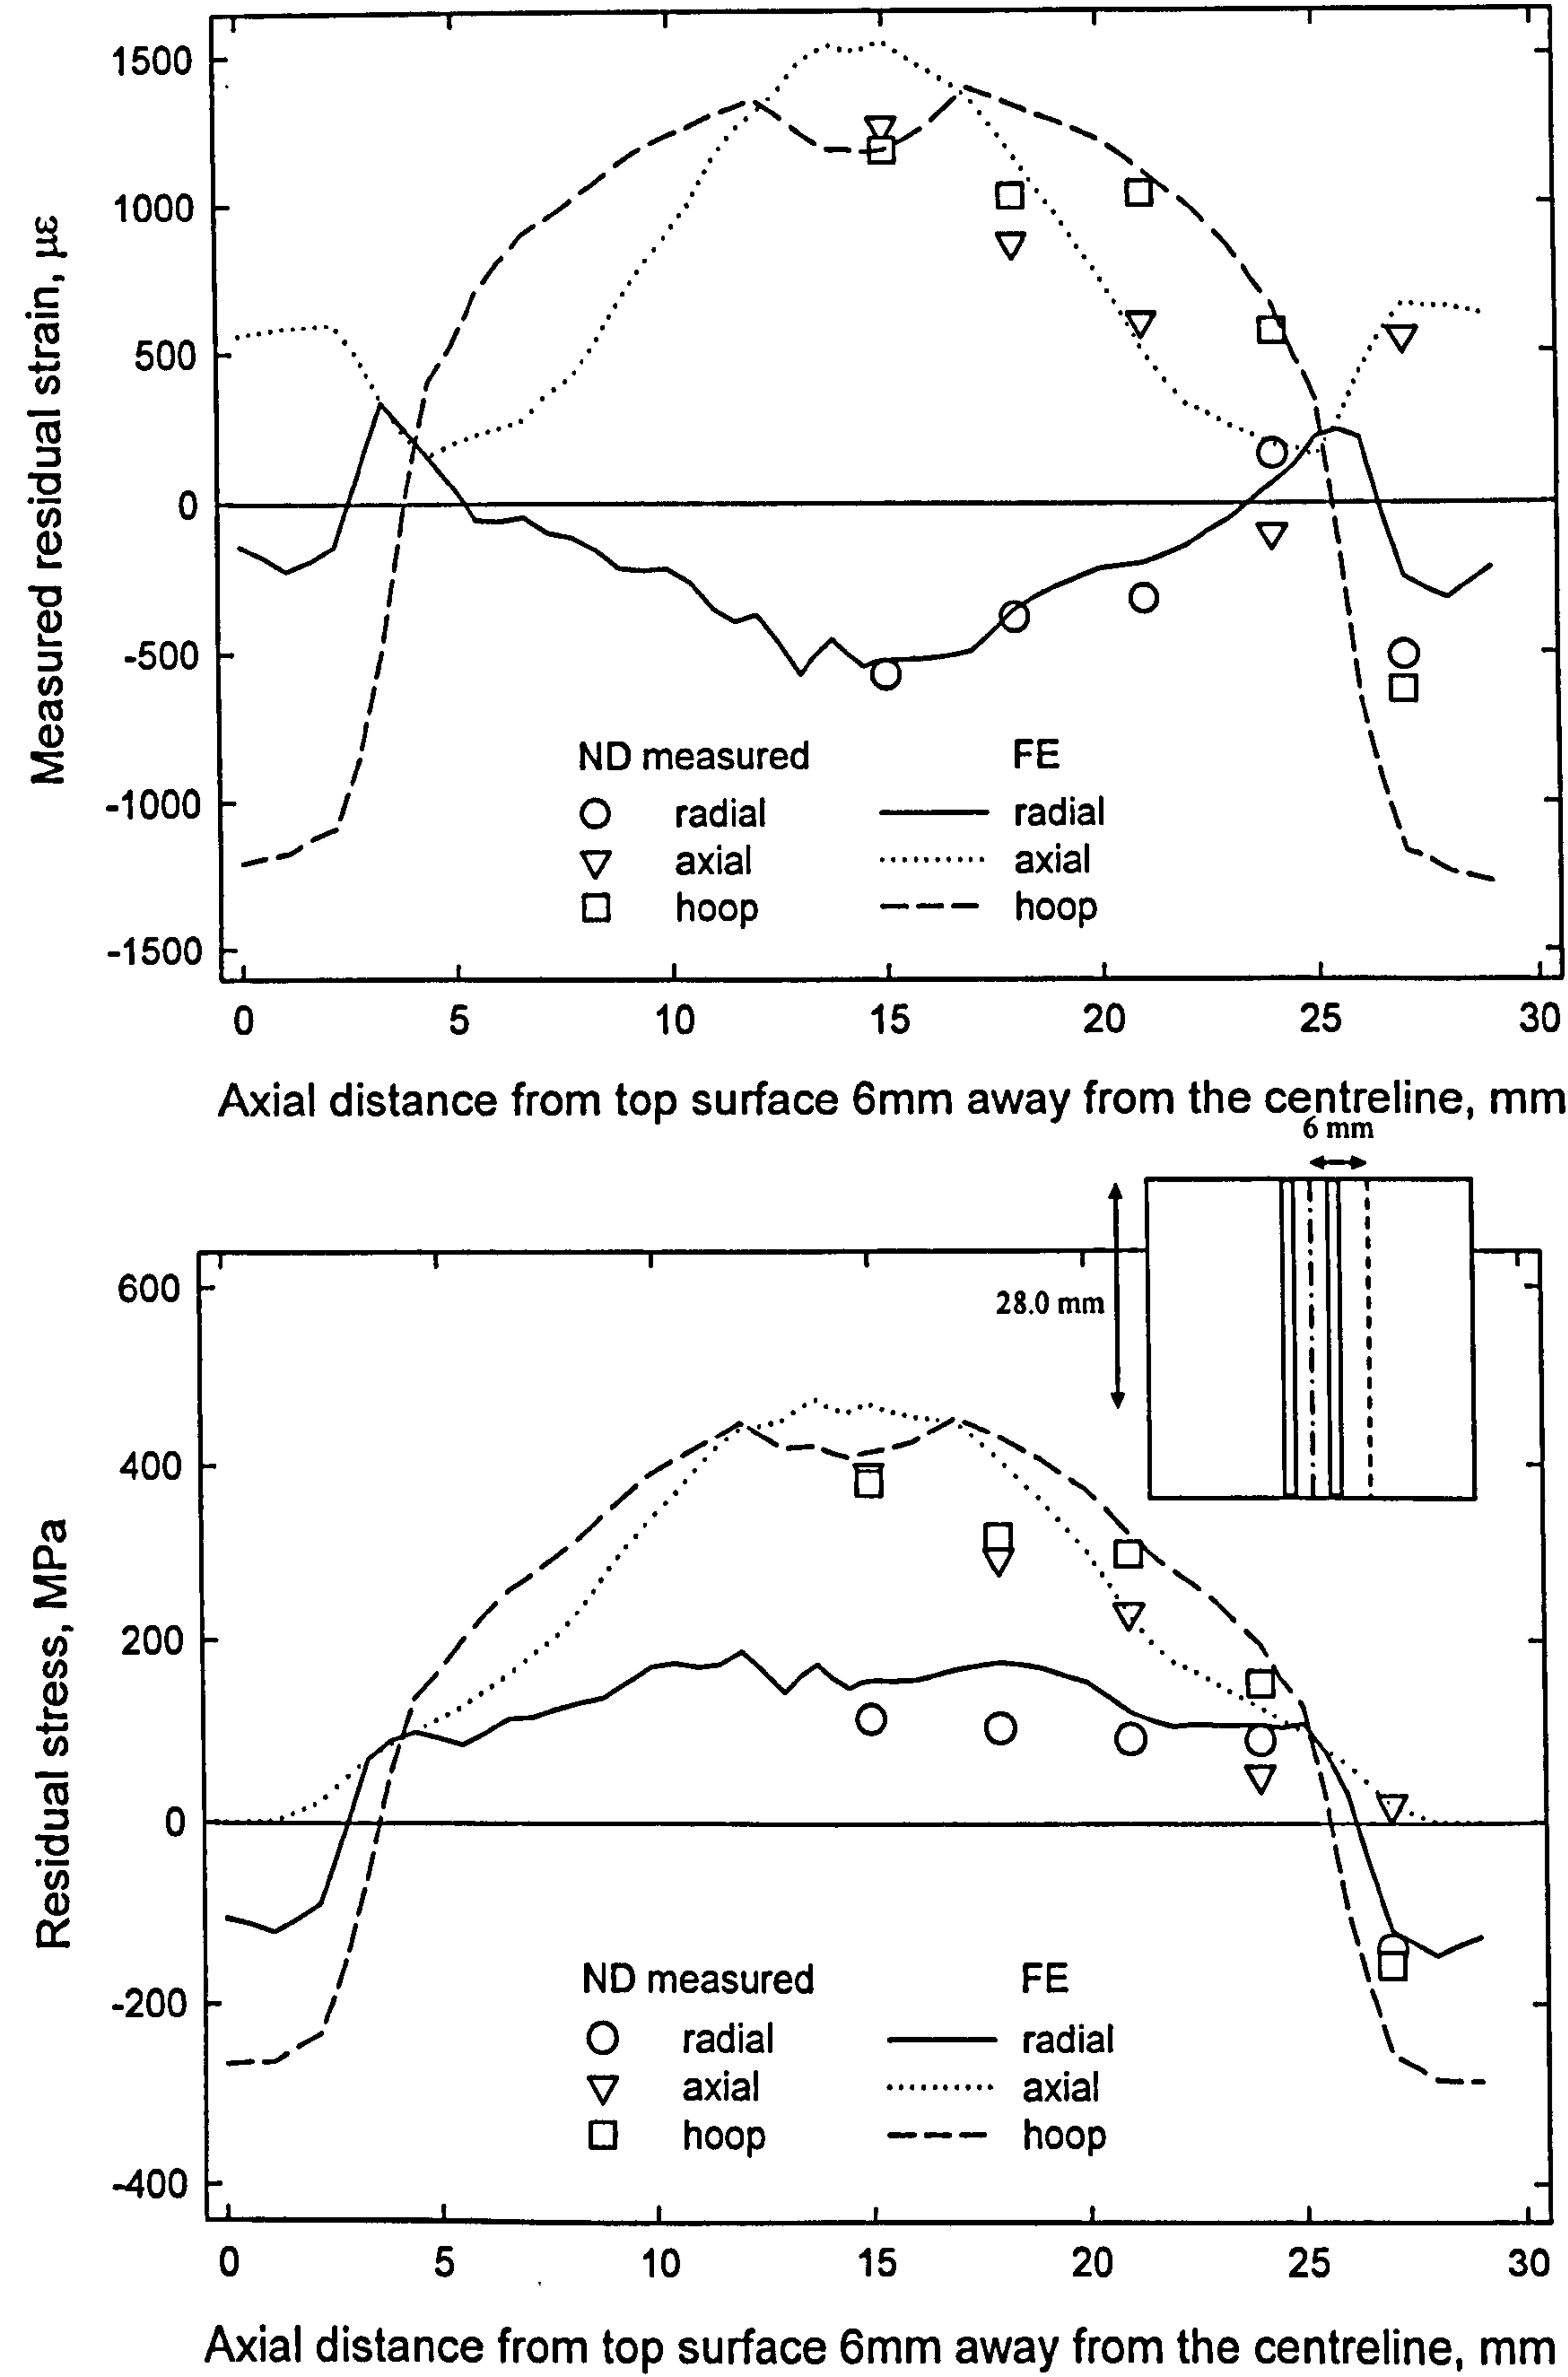 1500
1000
500
0
-500
-1000
-1500
Measured residual strain, με
ND measured FE
radial radial
axial axial
hoop hoop
0 5 10 15 20 25 30
Axial distance from top surface 6mm away from the centreline, mm
6 mm
28.0 mm
600
400
200
0
-200
-400
Residual stress, MPa
ND measured FE
radial radial
axial axial
hoop hoop
0 5 10 15 20 25 30
Axial distance from top surface 6mm away from the centreline, mm